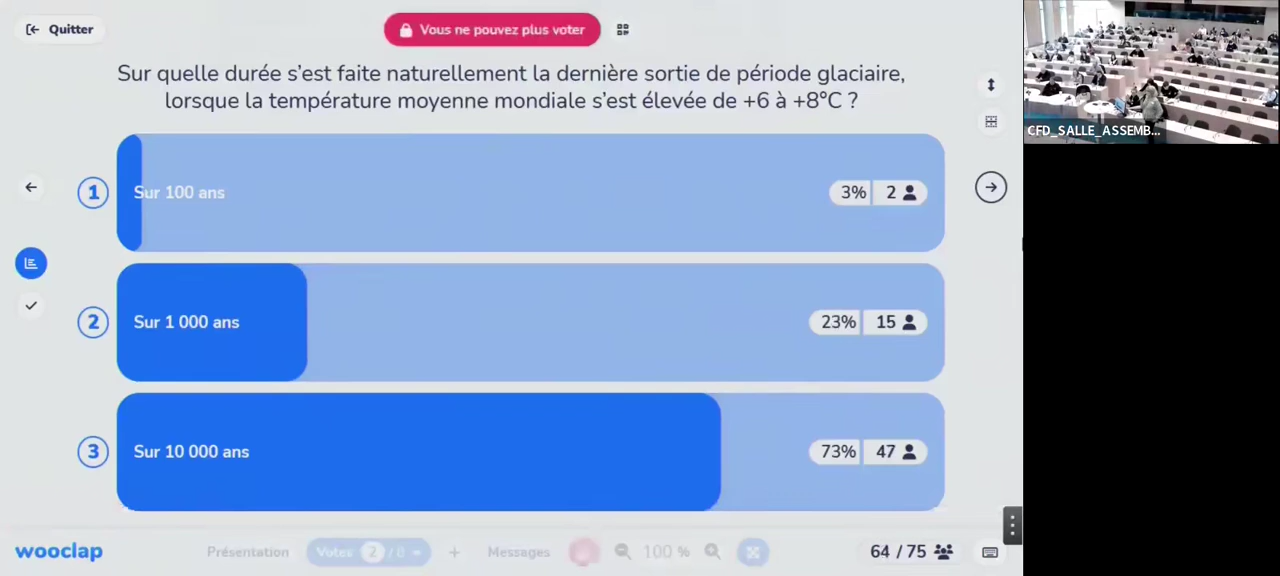 Quitter
Vous ne pouvez plus voter
Sur quelle durée s’est faite naturellement la dernière sortie de période glaciaire,
lorsque la température moyenne mondiale s’est élevée de +6 à +8°C ?
1
Sur 100 ans
3% 2
2
Sur 1 000 ans
23% 15
3
Sur 10 000 ans
73% 47
wooclap
Présentation
Votes 2 / 8
+
Messages
100 %
64 / 75
CFD_SALLE_ASSEMB...